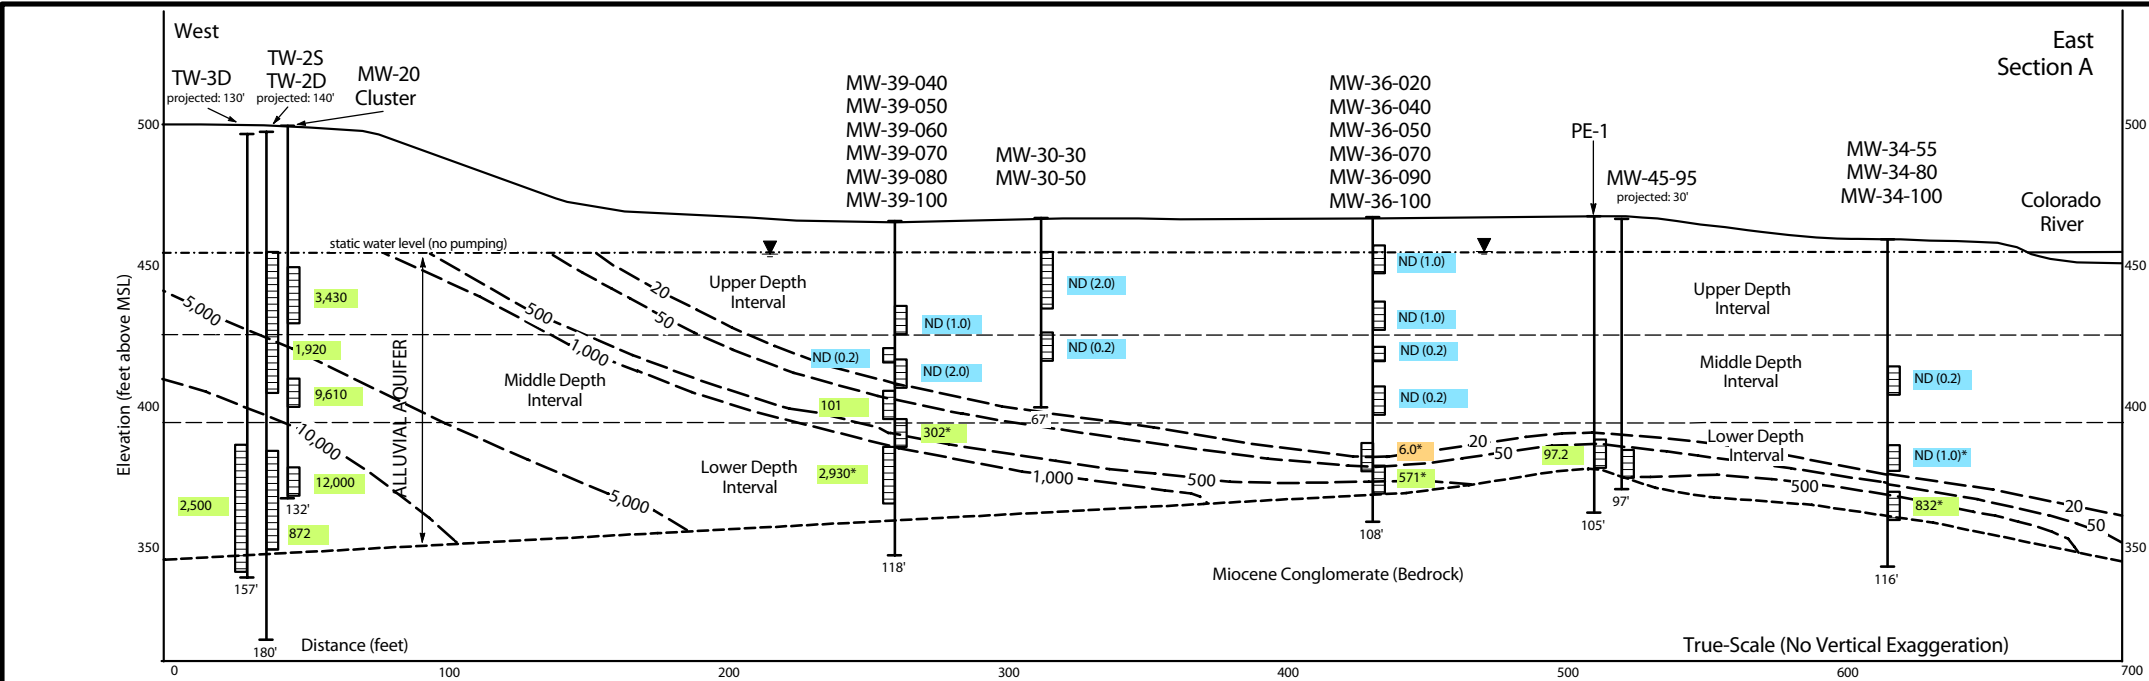 West
East
Section A
TW-3D
projected: 130'
TW-2S
TW-2D
projected: 140'
MW-20
Cluster
MW-39-040
MW-39-050
MW-39-060
MW-39-070
MW-39-080
MW-39-100
MW-30-30
MW-30-50
MW-36-020
MW-36-040
MW-36-050
MW-36-070
MW-36-090
MW-36-100
PE-1
MW-45-95
projected: 30'
MW-34-55
MW-34-80
MW-34-100
Colorado
River
500
450
400
350
Elevation (feet above MSL)
500
450
400
350
static water level (no pumping)
ALLUVIAL AQUIFER
Upper Depth
Interval
Middle Depth
Interval
Lower Depth
Interval
Upper Depth
Interval
Middle Depth
Interval
Lower Depth
Interval
5,000
10,000
500
1,000
20
50
5,000
1,000
500
20
50
500
20
50
3,430
1,920
9,610
12,000
2,500
872
132'
157'
180'
ND (1.0)
ND (0.2)
ND (2.0)
101
302*
2,930*
118'
ND (2.0)
ND (0.2)
67'
ND (1.0)
ND (1.0)
ND (0.2)
ND (0.2)
6.0*
571*
108'
97.2
105'
97'
ND (0.2)
ND (1.0)*
832*
116'
Miocene Conglomerate (Bedrock)
Distance (feet)
True-Scale (No Vertical Exaggeration)
0
100
200
300
400
500
600
700